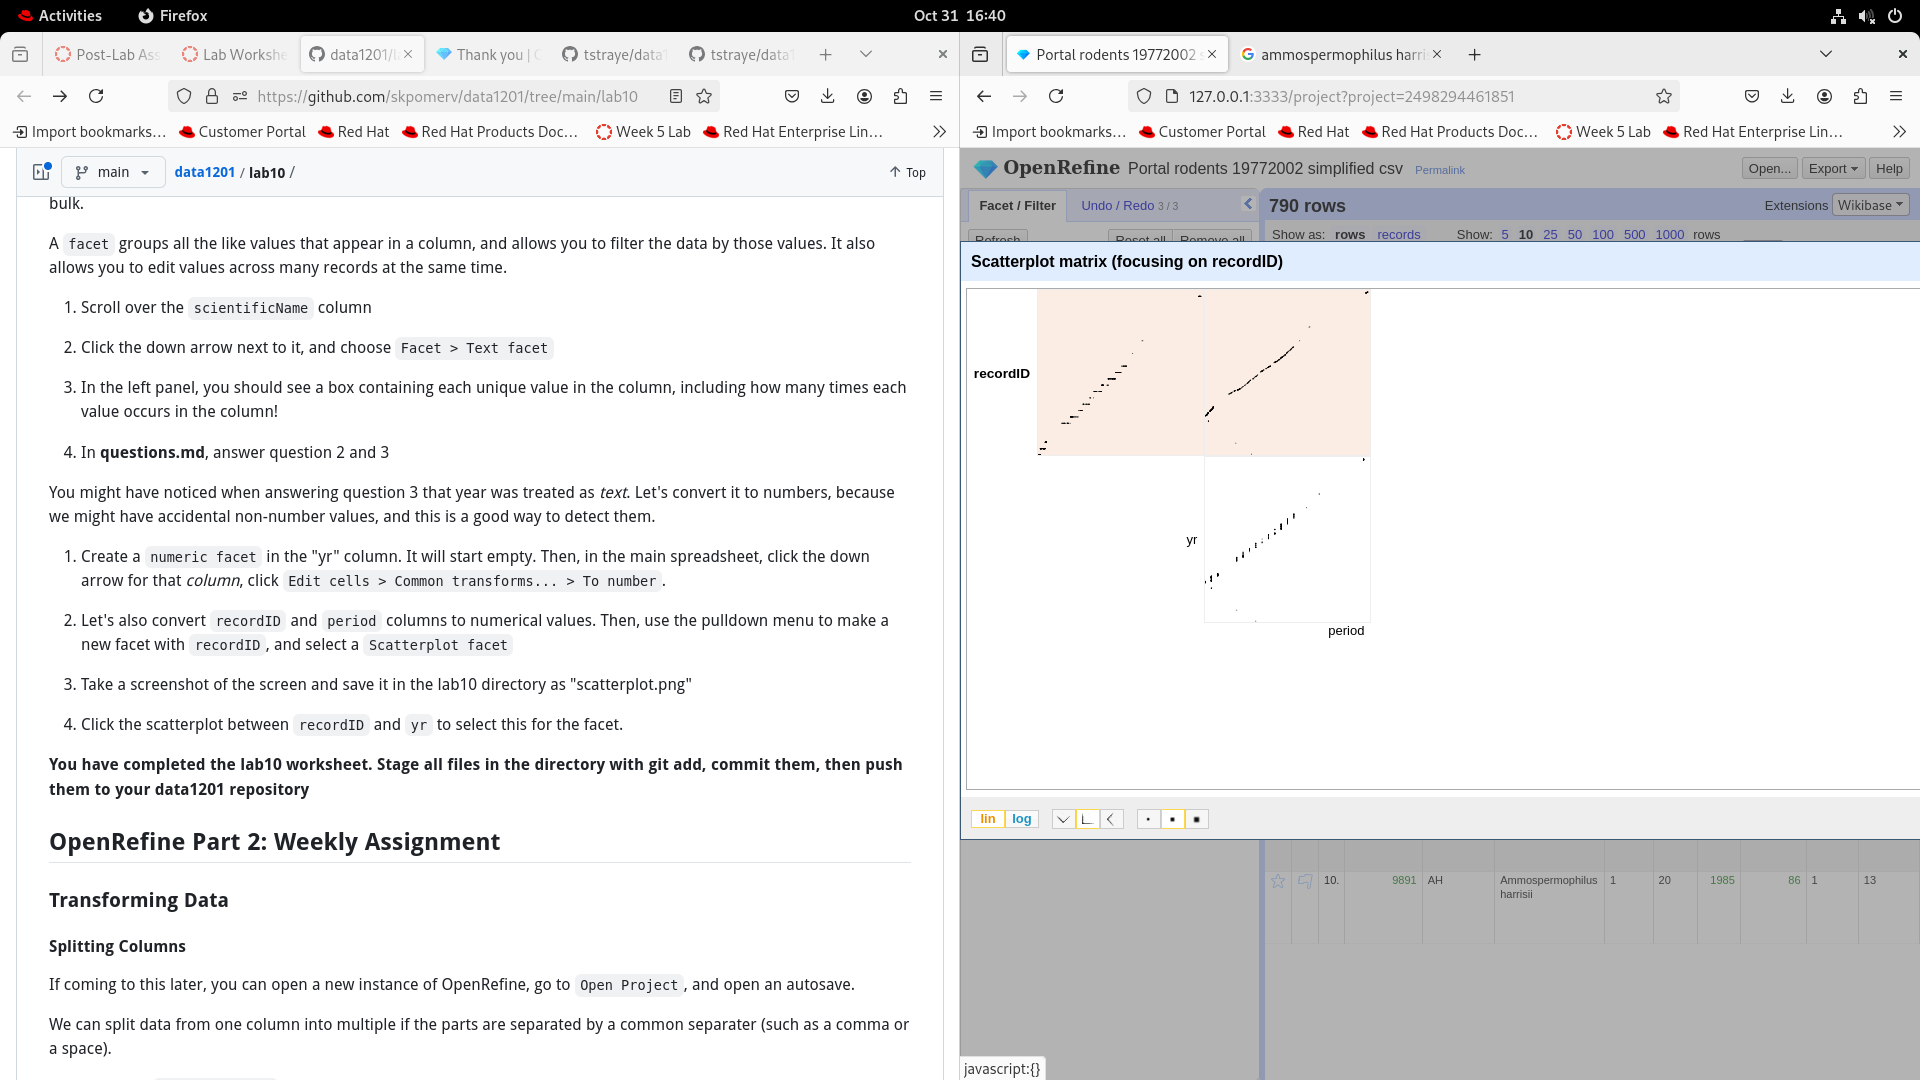 Activities
Firefox
Oct 31 16:40
Post-Lab Ass
Lab Workshe
data1201/l
Thank you | 
tstraye/data1
tstraye/data1
https://github.com/skpomerv/data1201/tree/main/lab10
Import bookmarks…
Customer Portal
Red Hat
Red Hat Products Doc…
Week 5 Lab
Red Hat Enterprise Lin…
main
data1201 / lab10 /
Top
bulk.
A facet groups all the like values that appear in a column, and allows you to filter the data by those values. It also
allows you to edit values across many records at the same time.
1. Scroll over the scientificName column
2. Click the down arrow next to it, and choose Facet > Text facet
3. In the left panel, you should see a box containing each unique value in the column, including how many times each
value occurs in the column!
4. In questions.md, answer question 2 and 3
You might have noticed when answering question 3 that year was treated as text. Let's convert it to numbers, because
we might have accidental non-number values, and this is a good way to detect them.
1. Create a numeric facet in the "yr" column. It will start empty. Then, in the main spreadsheet, click the down
arrow for that column, click Edit cells > Common transforms... > To number.
2. Let's also convert recordID and period columns to numerical values. Then, use the pulldown menu to make a
new facet with recordID, and select a Scatterplot facet
3. Take a screenshot of the screen and save it in the lab10 directory as "scatterplot.png"
4. Click the scatterplot between recordID and yr to select this for the facet.
You have completed the lab10 worksheet. Stage all files in the directory with git add, commit them, then push
them to your data1201 repository
OpenRefine Part 2: Weekly Assignment
Transforming Data
Splitting Columns
If coming to this later, you can open a new instance of OpenRefine, go to Open Project, and open an autosave.
We can split data from one column into multiple if the parts are separated by a common separater (such as a comma or
a space).
Portal rodents 19772002 s
ammospermophilus harri
127.0.0.1:3333/project?project=2498294461851
Import bookmarks…
Customer Portal
Red Hat
Red Hat Products Doc…
Week 5 Lab
Red Hat Enterprise Lin…
OpenRefine Portal rodents 19772002 simplified csv Permalink
Open...
Export
Help
Facet / Filter
Undo / Redo 3 / 3
790 rows
Extensions
Wikibase
Refresh
Reset all
Remove all
Show as: rows records
Show: 5 10 25 50 100 500 1000 rows
Scatterplot matrix (focusing on recordID)
recordID
yr
period
lin
log
10. 9891 AH Ammospermophilus harrisii 1 20 1985 86 1 13
javascript:{}